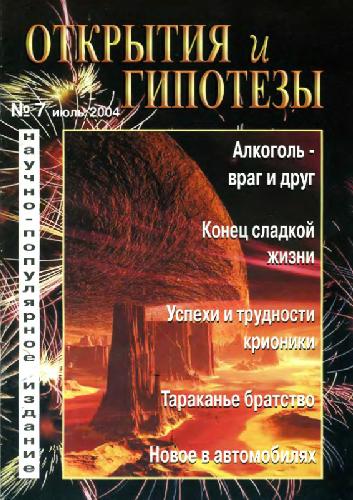 ОТКРЫТИЯ и
ГИПОТЕЗЫ
№ 7 июль 2004
научно-популярное издание
Алкоголь -
враг и друг
Конец сладкой
жизни
Успехи и трудности
крионики
Тараканье братство
Новое в автомобилях